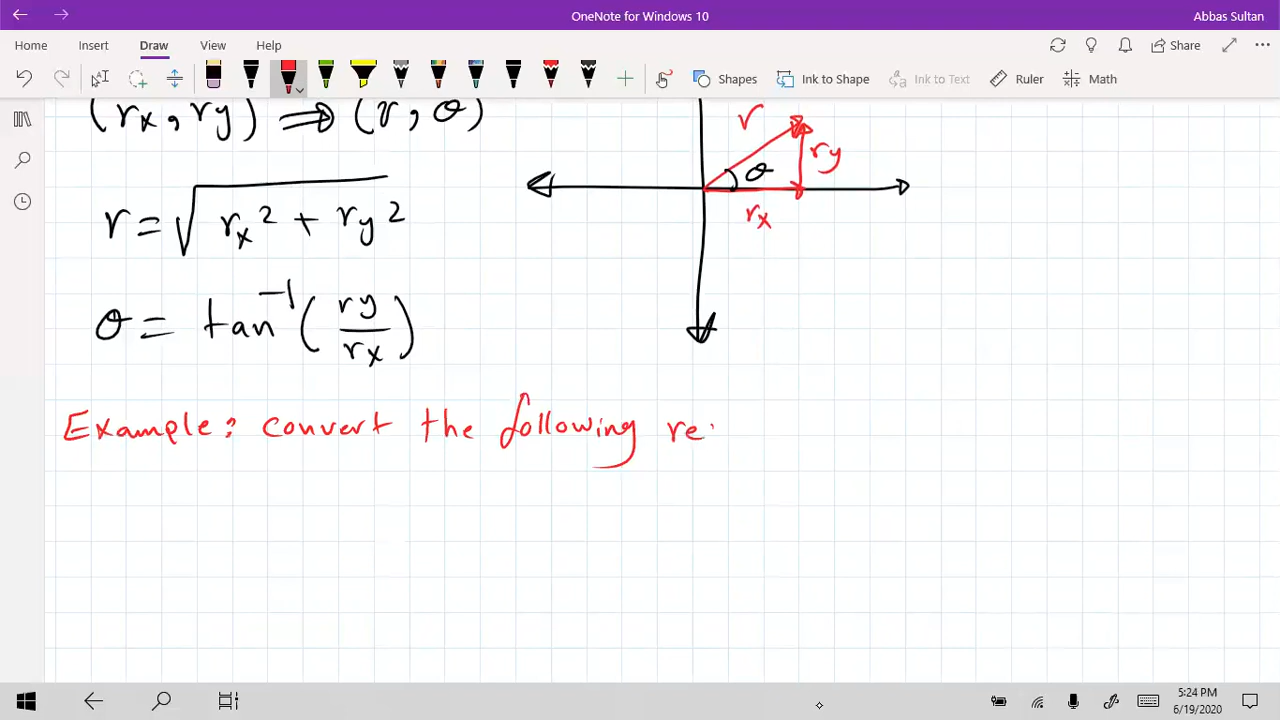 OneNote for Windows 10
Abbas Sultan
Home Insert Draw View Help
Share
Shapes Ink to Shape Ink to Text Ruler Math
(rx, ry) ⟹ (r, θ)
r = √(rx² + ry²)
θ = tan⁻¹(ry/rx)
r
ry
θ
rx
Example: convert the following re
5:24 PM
6/19/2020